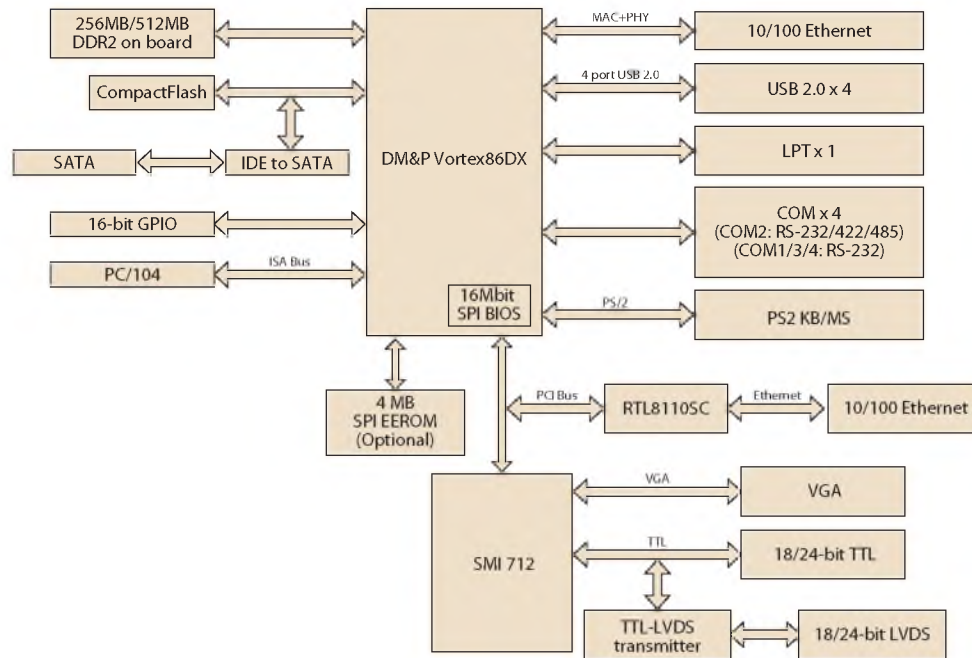 256MB/512MB
DDR2 on board
CompactFlash
SATA
IDE to SATA
16-bit GPIO
PC/104
ISA Bus
DM&P Vortex86DX
16Mbit
SPI BIOS
MAC+PHY
10/100 Ethernet
4 port USB 2.0
USB 2.0 x 4
LPT x 1
COM x 4
(COM2: RS-232/422/485)
(COM1/3/4: RS-232)
PS/2
PS2 KB/MS
4 MB
SPI EEROM
(Optional)
PCI Bus
RTL8110SC
Ethernet
10/100 Ethernet
SMI 712
VGA
VGA
TTL
18/24-bit TTL
TTL-LVDS
transmitter
18/24-bit LVDS